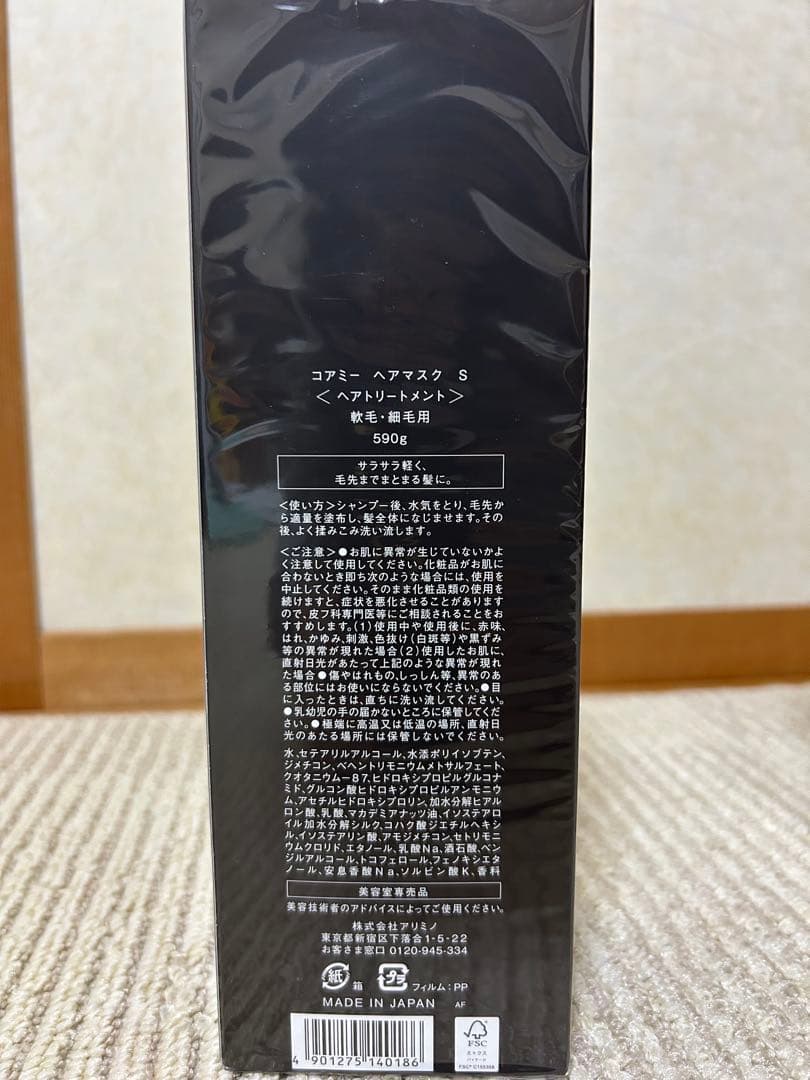 コアミー ヘアマスク S
＜ ヘアトリートメント ＞
軟毛・細毛用
590g
サラサラ軽く、
毛先までまとまる髪に。
＜使い方＞シャンプー後、水気をとり、毛先か
ら適量を塗布し、髪全体になじませます。その
後、よく揉みこみ洗い流します。
＜ご注意＞●お肌に異常が生じていないかよ
く注意して使用してください。化粧品がお肌に
合わないとき即ち次のような場合には、使用を
中止してください。そのまま化粧品類の使用を
続けますと、症状を悪化させることがあります
ので、皮フ科専門医等にご相談されることをお
すすめします。(1)使用中や使用後に、赤味、
はれ、かゆみ、刺激、色抜け(白斑等)や黒ずみ
等の異常が現れた場合(2)使用したお肌に、
直射日光があたって上記のような異常が現れ
た場合●傷やはれもの、しっしん等、異常のあ
る部位にはお使いにならないでください。●目
に入ったときは、直ちに洗い流してください。
●乳幼児の手の届かないところに保管してくだ
さい。●極端に高温又は低温の場所、直射日
光のあたる場所には保管しないでください。
水、セテアリルアルコール、水添ポリイソブテン、
ジメチコン、ベヘントリモニウムメトサルフェート、
クオタニウムー87、ヒドロキシプロピルグルコナ
ミド、グルコン酸ヒドロキシプロピルアンモニウ
ム、アセチルヒドロキシプロリン、加水分解ヒアル
ロン酸、乳酸、マカデミアナッツ油、イソステアロ
イル加水分解シルク、コハク酸ジエチルヘキシ
ル、イソステアリン酸、アモジメチコン、セトリモニ
ウムクロリド、エタノール、乳酸Na、酒石酸、ベン
ジルアルコール、トコフェロール、フェノキシエタ
ノール、安息香酸Na、ソルビン酸K、香料
美容室専売品
美容技術者のアドバイスによってご使用ください。
株式会社アリミノ
東京都新宿区下落合1-5-22
お客さま窓口 0120-945-334
紙 箱 プラ フィルム:PP
MADE IN JAPAN AF
4 901275 140186
FSC
ミックス